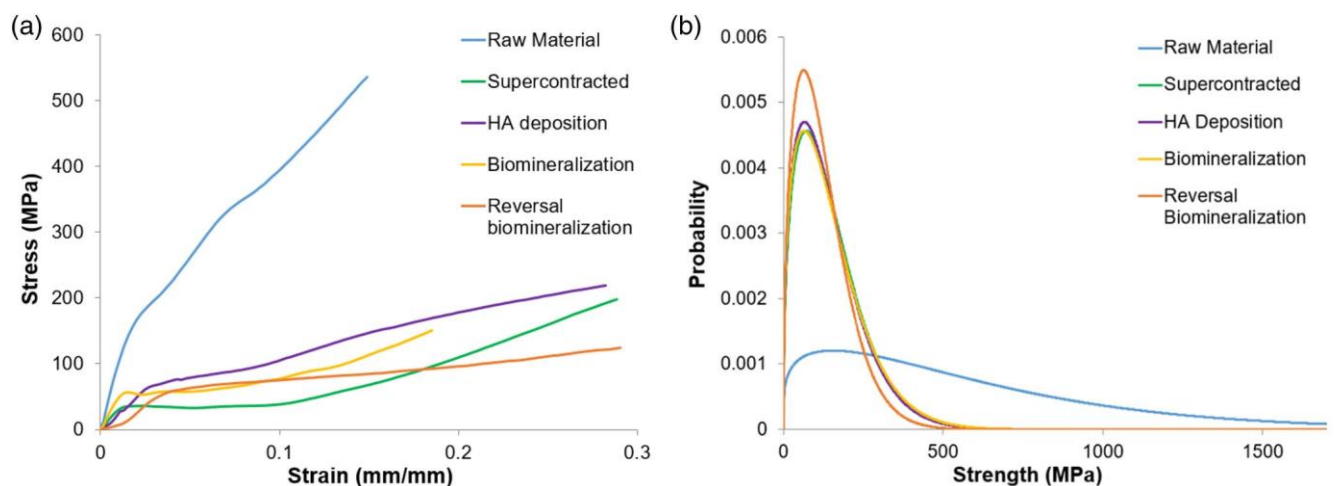 (a)
600
500
400
300
200
100
0
Stress (MPa)
0
0.1
0.2
0.3
Strain (mm/mm)
Raw Material
Supercontracted
HA deposition
Biomineralization
Reversal
biomineralization
(b)
0.006
0.005
0.004
0.003
0.002
0.001
0
Probability
0
500
1000
1500
Strength (MPa)
Raw Material
Supercontracted
HA Deposition
Biomineralization
Reversal
Biomineralization